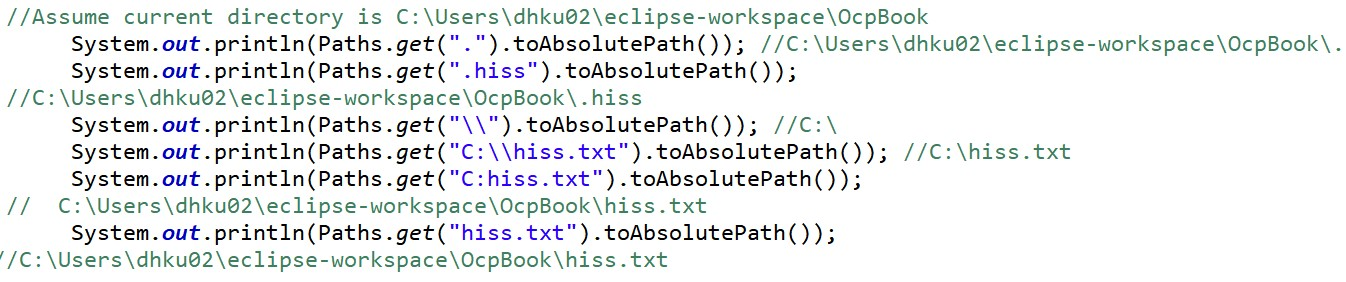 //Assume current directory is C:\Users\dhku02\eclipse-workspace\OcpBook
System.out.println(Paths.get(".").toAbsolutePath()); //C:\Users\dhku02\eclipse-workspace\OcpBook\.
System.out.println(Paths.get(".hiss").toAbsolutePath());
//C:\Users\dhku02\eclipse-workspace\OcpBook\.hiss
System.out.println(Paths.get("\\").toAbsolutePath()); //C:\
System.out.println(Paths.get("C:\\hiss.txt").toAbsolutePath()); //C:\hiss.txt
System.out.println(Paths.get("C:hiss.txt").toAbsolutePath());
//  C:\Users\dhku02\eclipse-workspace\OcpBook\hiss.txt
System.out.println(Paths.get("hiss.txt").toAbsolutePath());
//C:\Users\dhku02\eclipse-workspace\OcpBook\hiss.txt